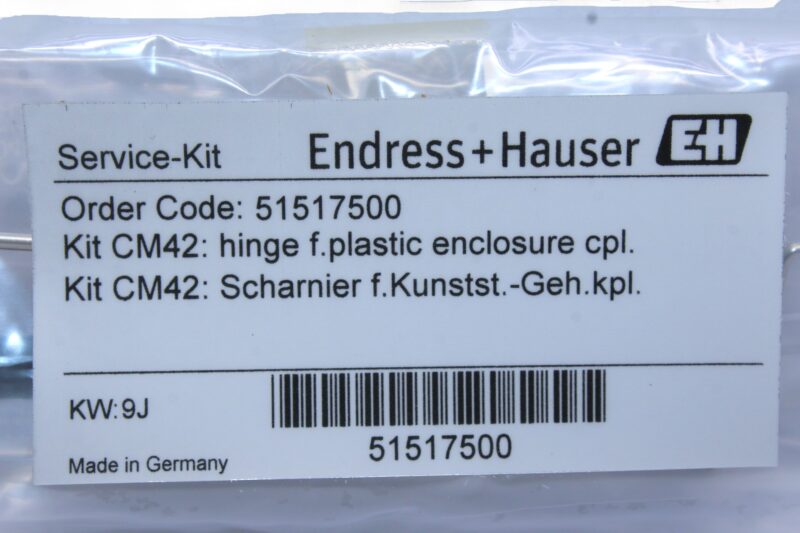 Service-Kit Endress+Hauser EH
Order Code: 51517500
Kit CM42: hinge f.plastic enclosure cpl.
Kit CM42: Scharnier f.Kunstst.-Geh.kpl.
KW:9J
51517500
Made in Germany